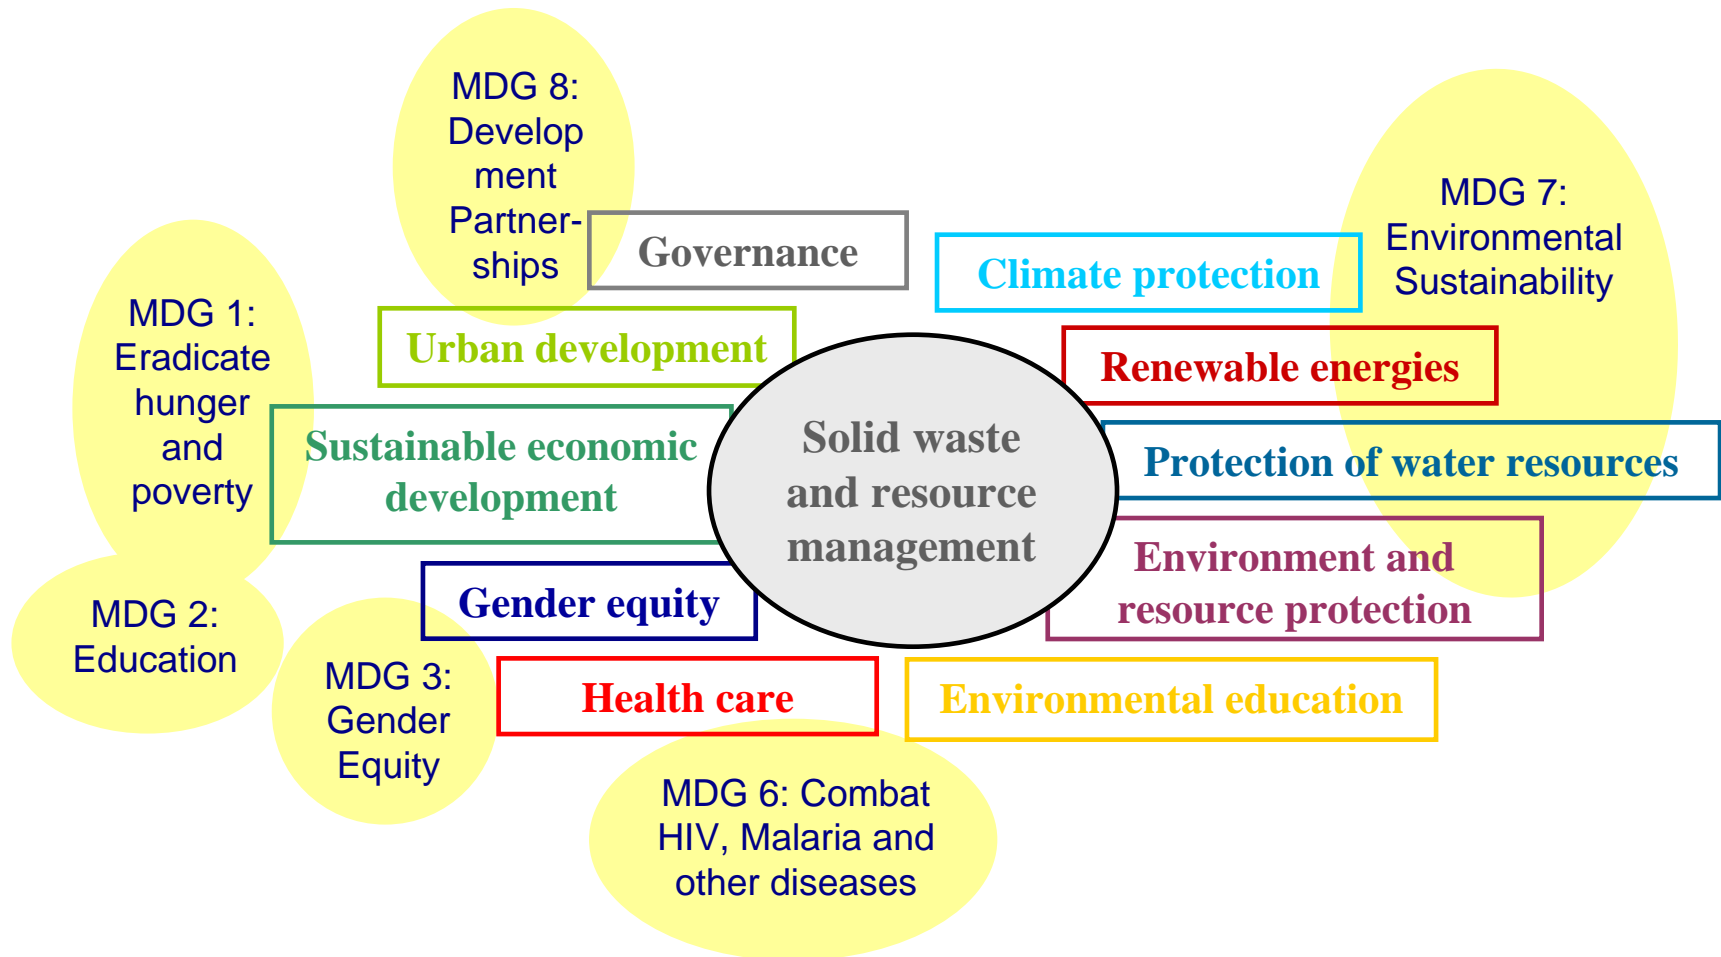 MDG 8:
Develop
ment
Partner-
ships
Governance
Climate protection
MDG 7:
Environmental
Sustainability
MDG 1:
Eradicate
hunger
and
poverty
Urban development
Renewable energies
Sustainable economic
development
Solid waste
and resource
management
Protection of water resources
Environment and
resource protection
Gender equity
MDG 2:
Education
MDG 3:
Gender
Equity
Health care
Environmental education
MDG 6: Combat
HIV, Malaria and
other diseases